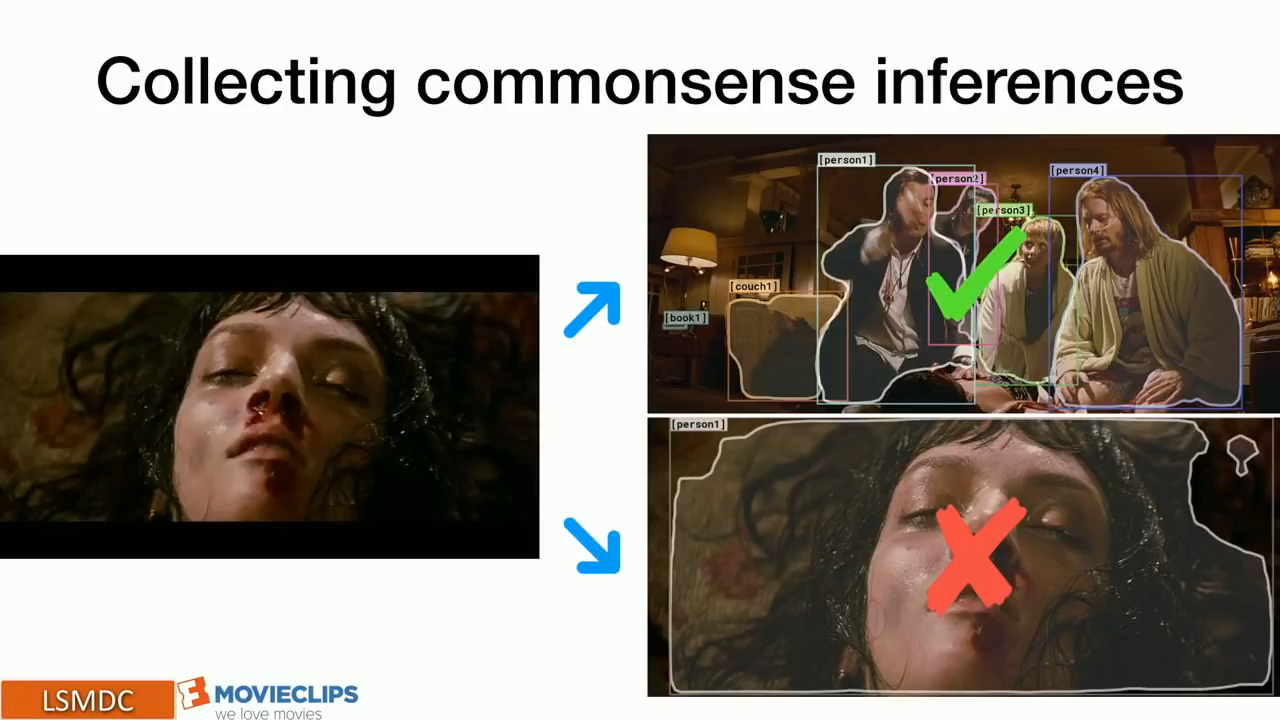 Collecting commonsense inferences
[person1]
[person2]
[person4]
[person3]
[couch1]
[book1]
[person1]
LSMDC
MOVIECLIPS
we love movies